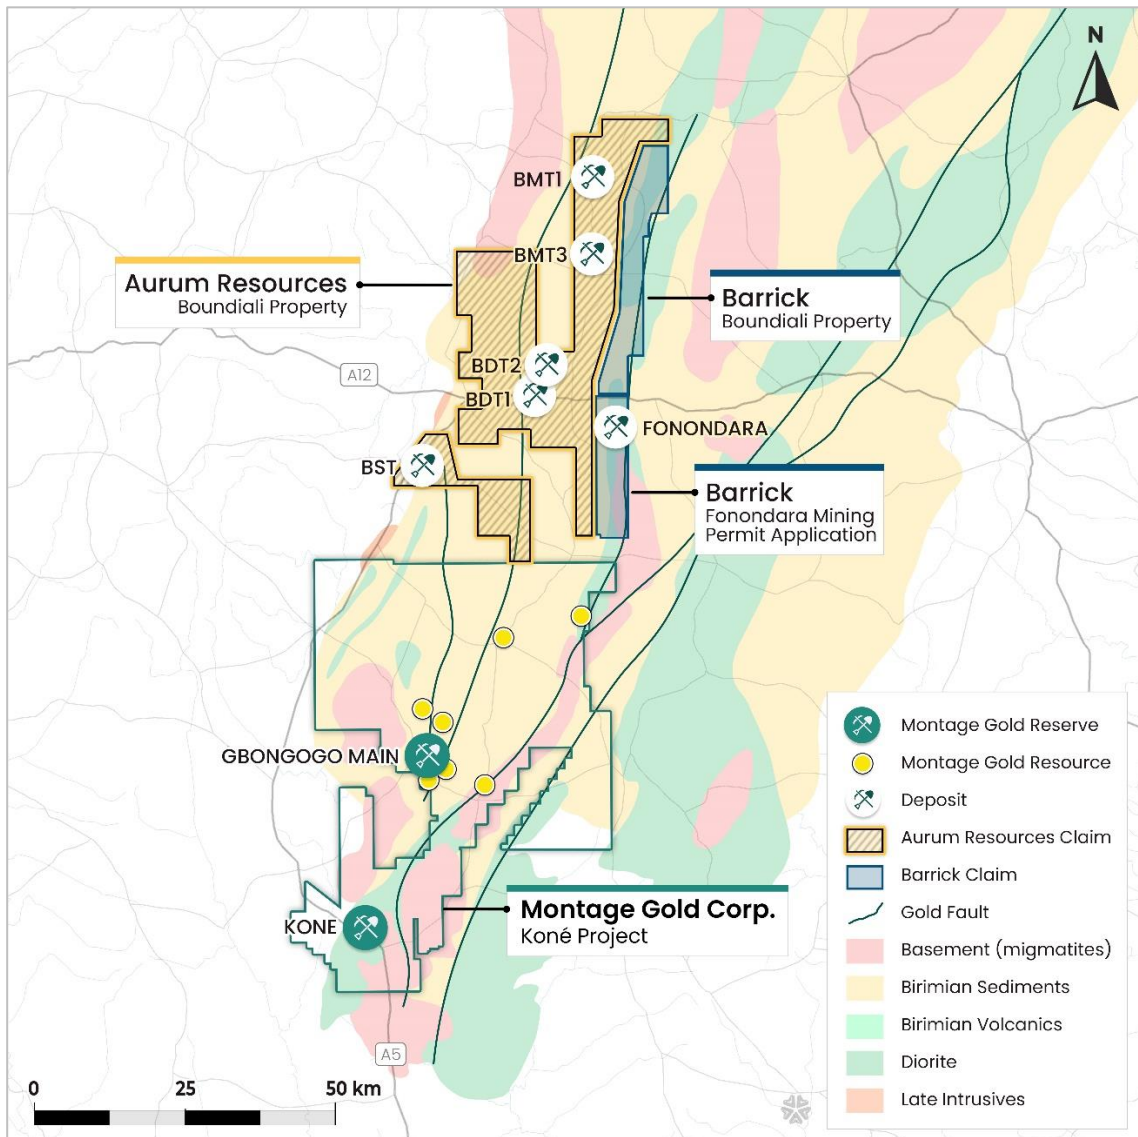 N
BMT1
BMT3
Aurum Resources
Boundiali Property
Barrick
Boundiali Property
BDT2
A12
BDT1
FONONDARA
BST
Barrick
Fonondara Mining
Permit Application
GBONGOGO MAIN
KONE
Montage Gold Corp.
Koné Project
A5
0 25 50 km
Montage Gold Reserve
Montage Gold Resource
Deposit
Aurum Resources Claim
Barrick Claim
Gold Fault
Basement (migmatites)
Birimian Sediments
Birimian Volcanics
Diorite
Late Intrusives